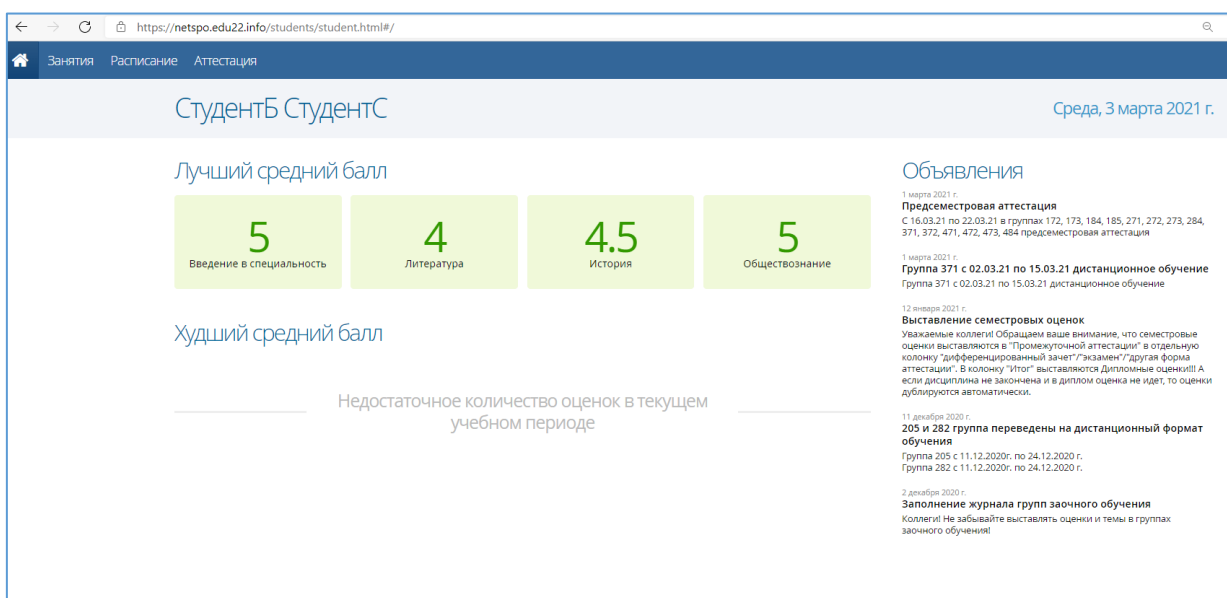 https://netspo.edu22.info/students/student.html#/
Занятия Расписание Аттестация
СтудентБ СтудентС
Среда, 3 марта 2021 г.
Лучший средний балл
5
Введение в специальность
4
Литература
4.5
История
5
Обществознание
Худший средний балл
Недостаточное количество оценок в текущем
учебном периоде
Объявления
1 марта 2021 г.
Предсеместровая аттестация
С 16.03.21 по 22.03.21 в группах 172, 173, 184, 185, 271, 272, 273, 284,
371, 372, 471, 472, 473, 484 предсеместровая аттестация
1 марта 2021 г.
Группа 371 с 02.03.21 по 15.03.21 дистанционное обучение
Группа 371 с 02.03.21 по 15.03.21 дистанционное обучение
12 января 2021 г.
Выставление семестровых оценок
Уважаемые коллеги! Обращаем ваше внимание, что семестровые
оценки выставляются в "Промежуточной аттестации" в отдельную
колонку "дифференцированный зачет"/"экзамен"/"другая форма
аттестации". В колонку "Итог" выставляются Дипломные оценки!!! А
если дисциплина не закончена и в диплом оценка не идет, то оценки
дублируются автоматически.
11 декабря 2020 г.
205 и 282 группа переведены на дистанционный формат
обучения
Группа 205 с 11.12.2020г. по 24.12.2020 г.
Группа 282 с 11.12.2020г. по 24.12.2020 г.
2 декабря 2020 г.
Заполнение журнала групп заочного обучения
Коллеги! Не забывайте выставлять оценки и темы в группах
заочного обучения!